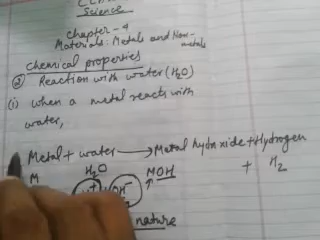 Science
Chapter-4
Materials: Metals and Non-
metals
Chemical properties
② Reaction with water (H₂O)
(i) when a metal reacts with
water,
Metal + water ⟶ Metal hydroxide + Hydrogen
M H₂O MOH + H₂
OH⁻
nature